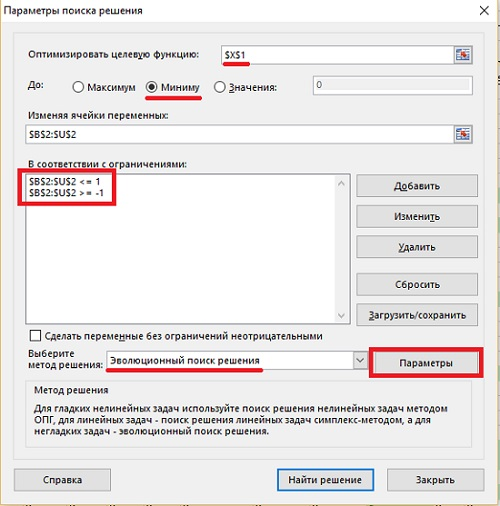 Параметры поиска решения
Оптимизировать целевую функцию: $X$1
До: Максимум Миниму Значения: 0
Изменяя ячейки переменных:
$B$2:$U$2
В соответствии с ограничениями:
$B$2:$U$2 <= 1
$B$2:$U$2 >= -1
Добавить
Изменить
Удалить
Сбросить
Загрузить/сохранить
Сделать переменные без ограничений неотрицательными
Выберите
метод решения: Эволюционный поиск решения Параметры
Метод решения
Для гладких нелинейных задач используйте поиск решения нелинейных задач методом
ОПГ, для линейных задач - поиск решения линейных задач симплекс-методом, а для
негладких задач - эволюционный поиск решения.
Справка Найти решение Закрыть